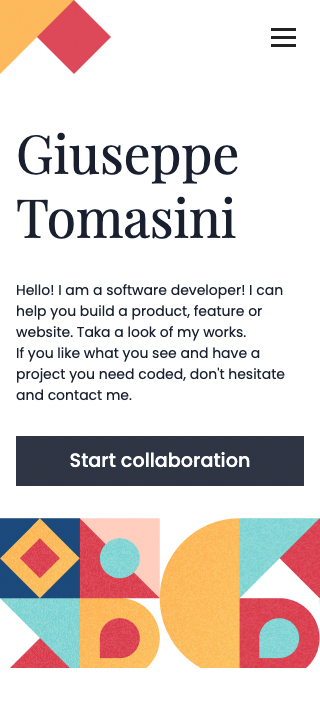 Giuseppe
Tomasini
Hello! I am a software developer! I can
help you build a product, feature or
website. Taka a look of my works.
If you like what you see and have a
project you need coded, don't hesitate
and contact me.
Start collaboration